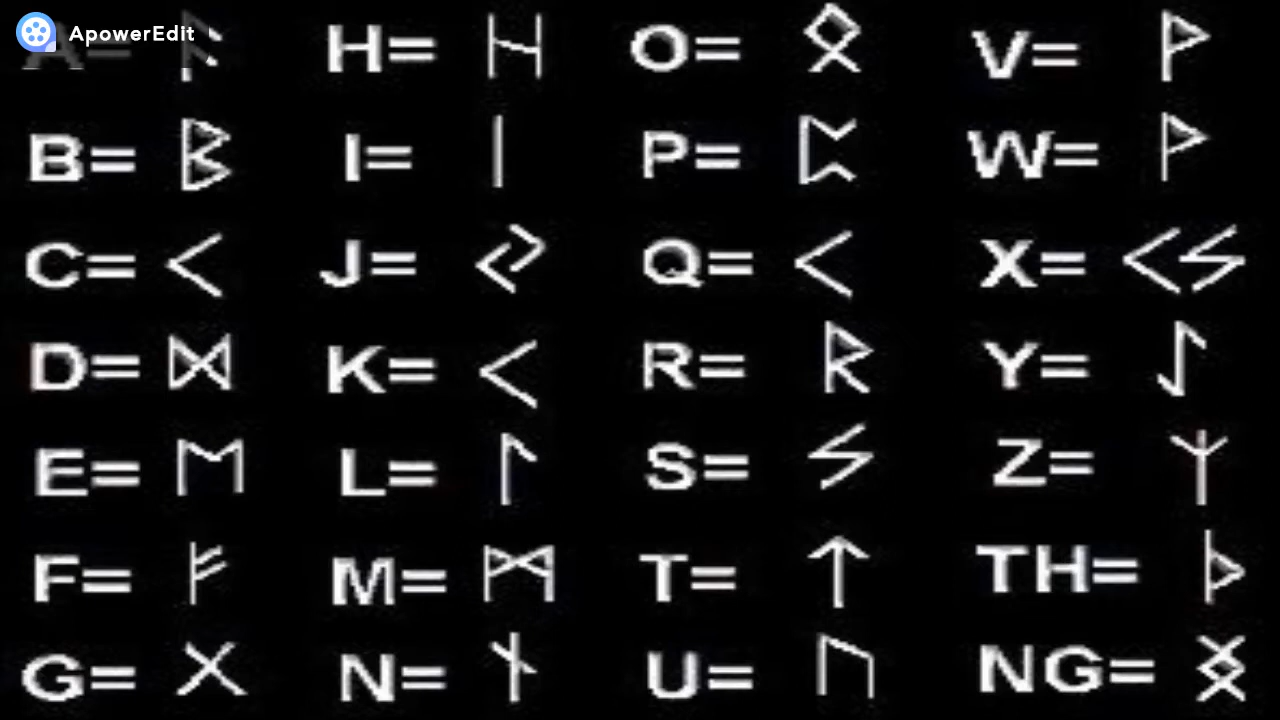 ApowerEdit
A= ᚨ H= ᚺ O= ᛟ V= ᚹ
B= ᛒ I= ᛁ P= ᛈ W= ᚹ
C= ᚲ J= ᛃ Q= ᚲ X= ᚲᛊ
D= ᛞ K= ᚲ R= ᚱ Y= ᛇ
E= ᛖ L= ᛚ S= ᛊ Z= ᛉ
F= ᚠ M= ᛗ T= ᛏ TH= ᚦ
G= ᚷ N= ᚾ U= ᚢ NG= ᛝ